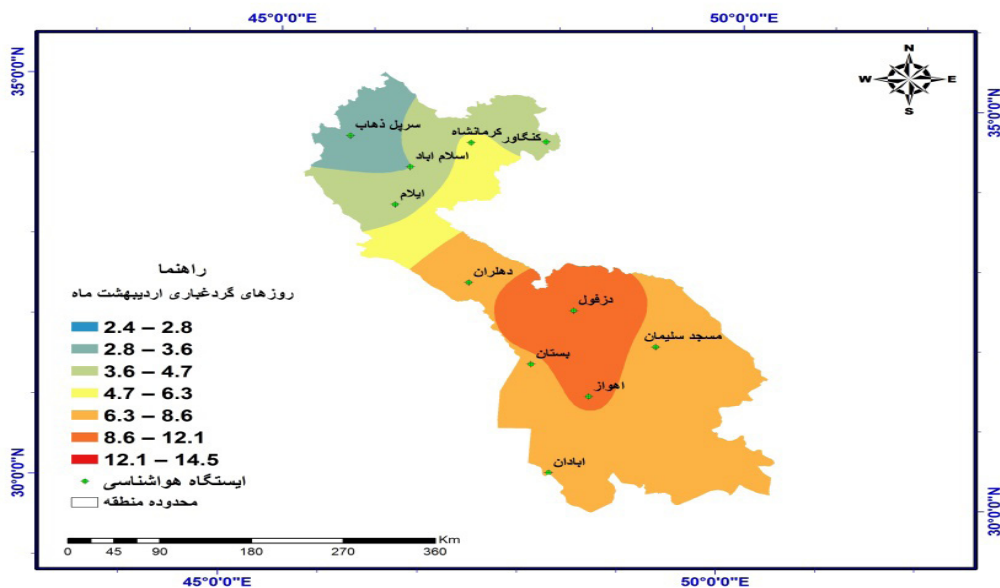 45°0'0"E
50°0'0"E
35°0'0"N
35°0'0"N
N
W
E
S
سرپل ذهاب
کرمانشاه
کنگاور
اسلام اباد
ایلام
دهلران
دزفول
مسجد سلیمان
بستان
اهواز
ابادان
راهنما
روزهای گردغباری اردیبهشت ماه
2.4 – 2.8
2.8 – 3.6
3.6 – 4.7
4.7 – 6.3
6.3 – 8.6
8.6 – 12.1
12.1 – 14.5
ایستگاه هواشناسی
محدوده منطقه
30°0'0"N
30°0'0"N
Km
0 45 90 180 270 360
45°0'0"E
50°0'0"E